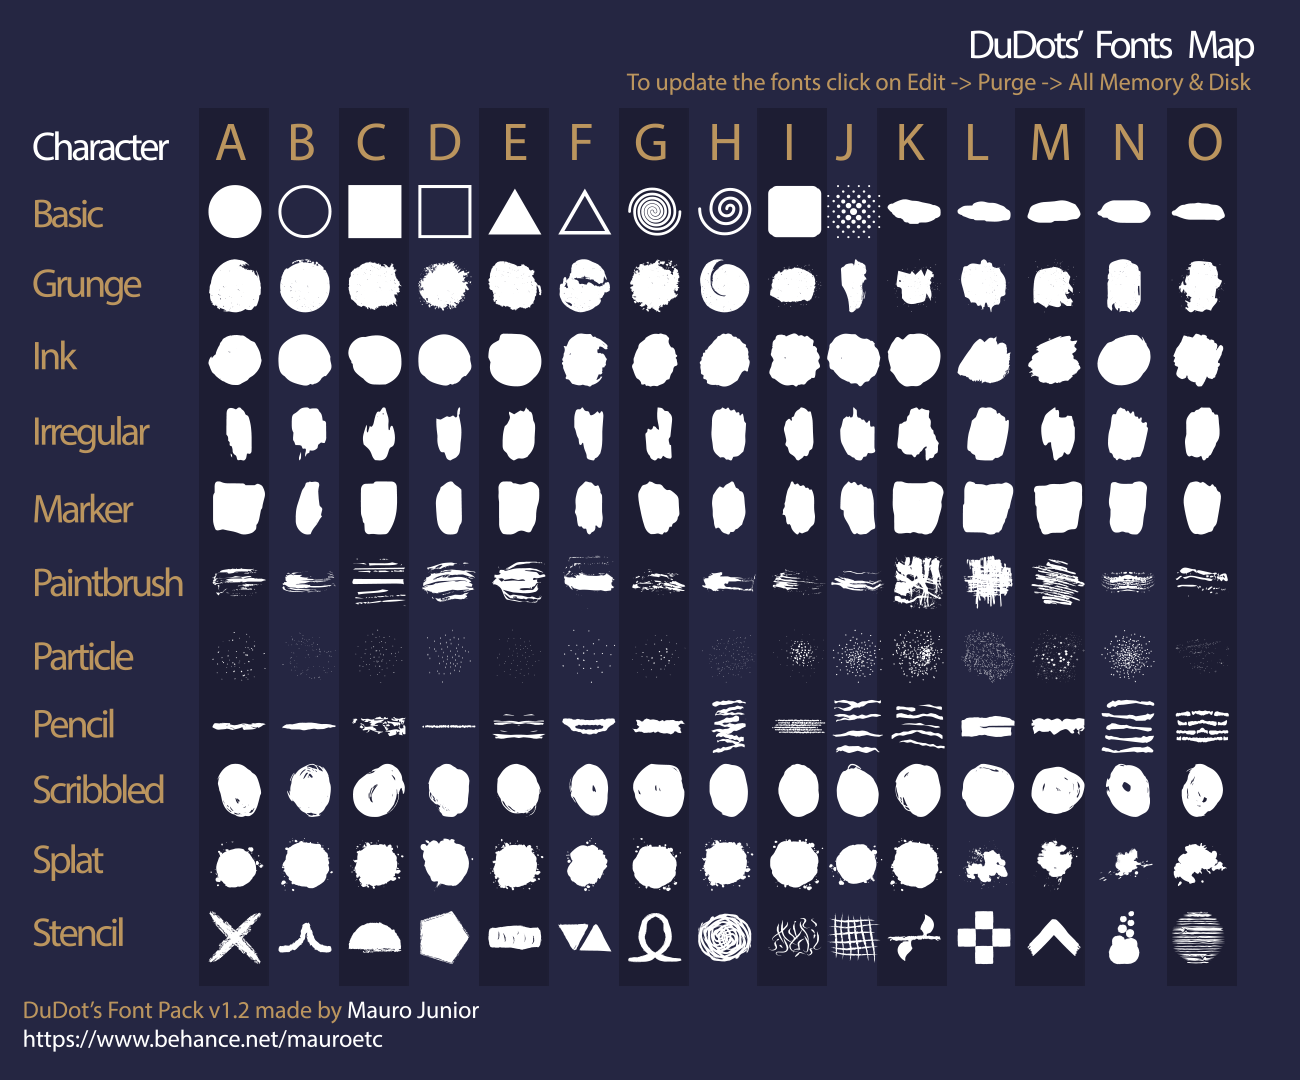 DuDots’ Fonts Map
To update the fonts click on Edit -> Purge -> All Memory & Disk
Character A B C D E F G H I J K L M N O
Basic
Grunge
Ink
Irregular
Marker
Paintbrush
Particle
Pencil
Scribbled
Splat
Stencil
DuDot’s Font Pack v1.2 made by Mauro Junior
https://www.behance.net/mauroetc